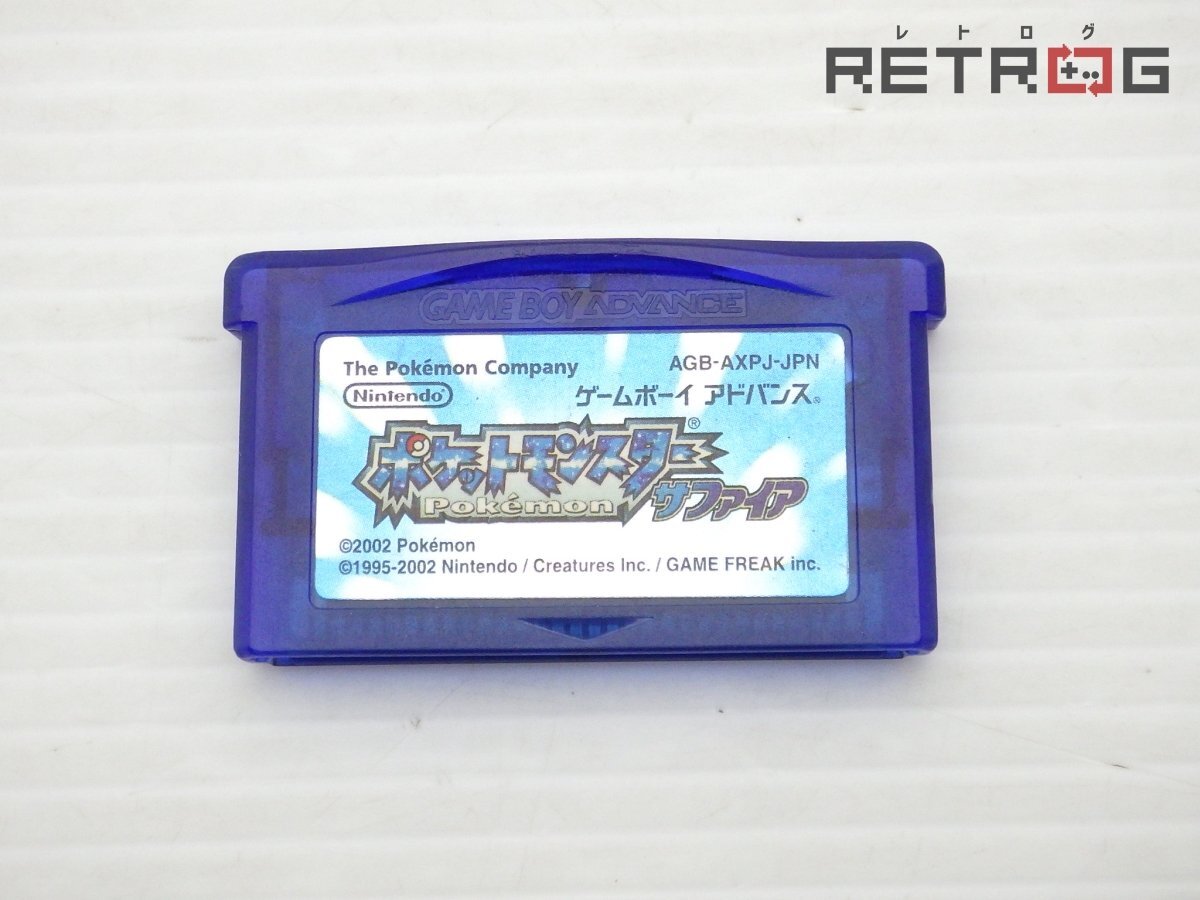 レトログ
RETROG
GAME BOY ADVANCE
The Pokémon Company
AGB-AXPJ-JPN
Nintendo®
ゲームボーイ アドバンス®
ポケットモンスター®
Pokémon
サファイア
©2002 Pokémon
©1995-2002 Nintendo / Creatures Inc. / GAME FREAK inc.